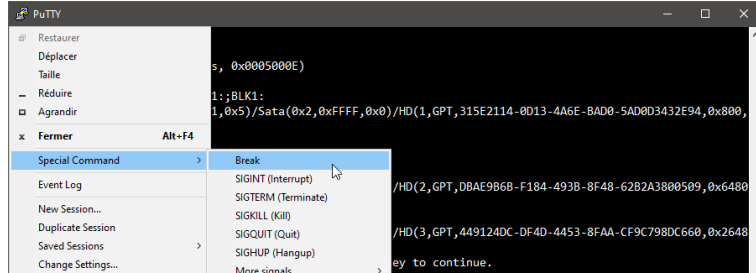 PuTTY
Restaurer
Déplacer
Taille
Réduire
Agrandir
Fermer Alt+F4
Special Command
Event Log
New Session...
Duplicate Session
Saved Sessions
Change Settings...
Break
SIGINT (Interrupt)
SIGTERM (Terminate)
SIGKILL (Kill)
SIGQUIT (Quit)
SIGHUP (Hangup)
More signals
s, 0x0005000E)
1:;BLK1:
1,0x5)/Sata(0x2,0xFFFF,0x0)/HD(1,GPT,315E2114-0D13-4A6E-BAD0-5AD0D3432E94,0x800,
/HD(2,GPT,DBAE9B6B-F184-493B-8F48-62B2A3800509,0x6480
/HD(3,GPT,449124DC-DF4D-4453-8FAA-CF9C798DC660,0x2648
ey to continue.